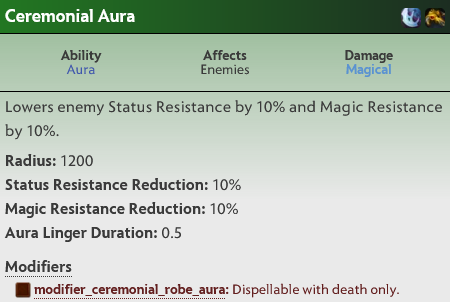 Ceremonial Aura
Ability Affects Damage
Aura Enemies Magical
Lowers enemy Status Resistance by 10% and Magic Resistance
by 10%.
Radius: 1200
Status Resistance Reduction: 10%
Magic Resistance Reduction: 10%
Aura Linger Duration: 0.5
Modifiers
modifier_ceremonial_robe_aura: Dispellable with death only.